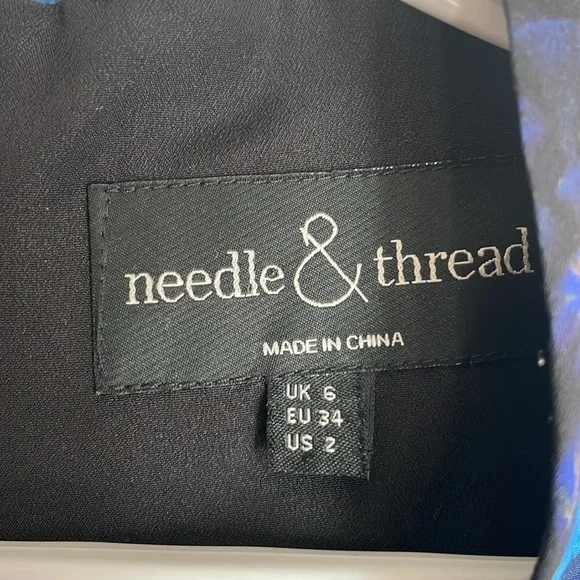 needle & thread
MADE IN CHINA
UK 6
EU 34
US 2